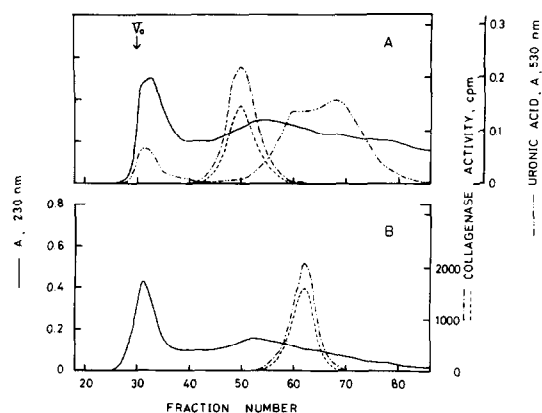 V₀
A
0.3
0.2
0.1
0
URONIC ACID, A, 530 nm
COLLAGENASE ACTIVITY, cpm
A, 230 nm
B
0.8
0.6
0.4
0.2
0
2000
1000
20 30 40 50 60 70 80
FRACTION NUMBER